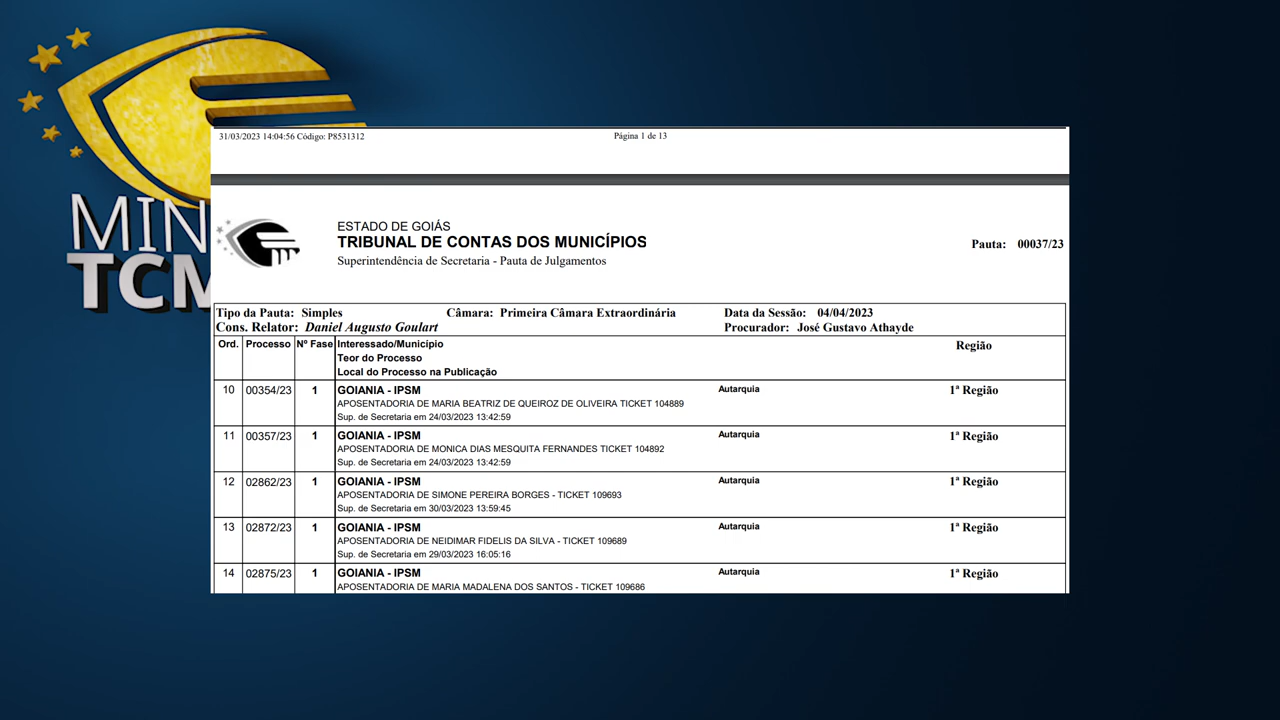 MIN
TCM
31/03/2023 14:04:56 Código: P8531312 Página 1 de 13
ESTADO DE GOIÁS
TRIBUNAL DE CONTAS DOS MUNICÍPIOS
Superintendência de Secretaria - Pauta de Julgamentos
Pauta: 00037/23
Tipo da Pauta: Simples Câmara: Primeira Câmara Extraordinária Data da Sessão: 04/04/2023
Cons. Relator: Daniel Augusto Goulart Procurador: José Gustavo Athayde
Ord. Processo Nº Fase Interessado/Município Região
Teor do Processo
Local do Processo na Publicação
10 00354/23 1 GOIANIA - IPSM Autarquia 1ª Região
APOSENTADORIA DE MARIA BEATRIZ DE QUEIROZ DE OLIVEIRA TICKET 104889
Sup. de Secretaria em 24/03/2023 13:42:59
11 00357/23 1 GOIANIA - IPSM Autarquia 1ª Região
APOSENTADORIA DE MONICA DIAS MESQUITA FERNANDES TICKET 104892
Sup. de Secretaria em 24/03/2023 13:42:59
12 02862/23 1 GOIANIA - IPSM Autarquia 1ª Região
APOSENTADORIA DE SIMONE PEREIRA BORGES - TICKET 109693
Sup. de Secretaria em 30/03/2023 13:59:45
13 02872/23 1 GOIANIA - IPSM Autarquia 1ª Região
APOSENTADORIA DE NEIDIMAR FIDELIS DA SILVA - TICKET 109689
Sup. de Secretaria em 29/03/2023 16:05:16
14 02875/23 1 GOIANIA - IPSM Autarquia 1ª Região
APOSENTADORIA DE MARIA MADALENA DOS SANTOS - TICKET 109686